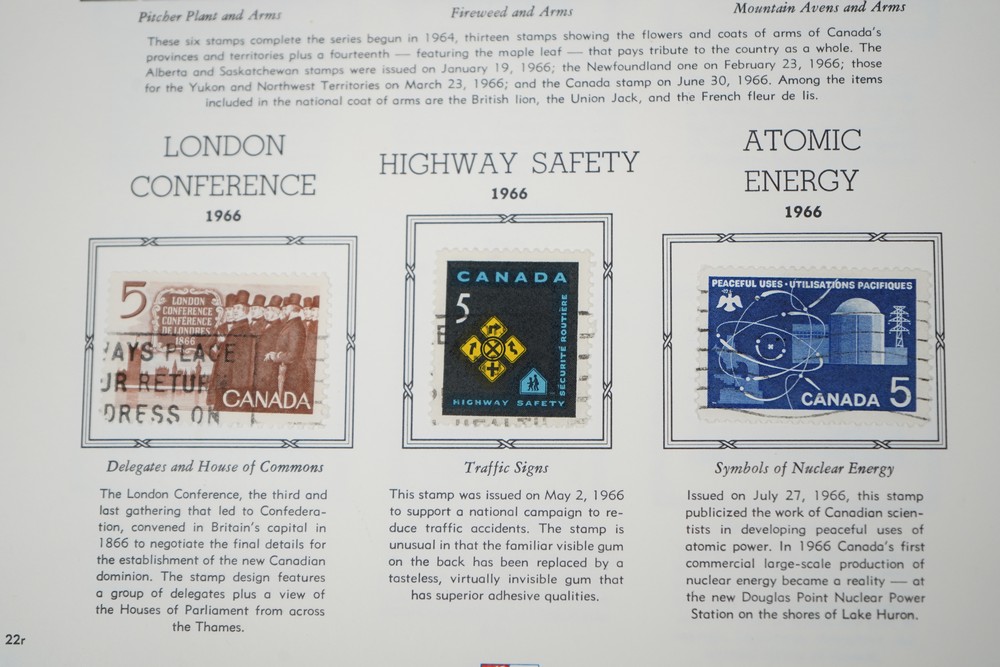 Pitcher Plant and Arms
Fireweed and Arms
Mountain Avens and Arms
These six stamps complete the series begun in 1964, thirteen stamps showing the flowers and coats of arms of Canada's
provinces and territories plus a fourteenth — featuring the maple leaf — that pays tribute to the country as a whole. The
Alberta and Saskatchewan stamps were issued on January 19, 1966; the Newfoundland one on February 23, 1966; those
for the Yukon and Northwest Territories on March 23, 1966; and the Canada stamp on June 30, 1966. Among the items
included in the national coat of arms are the British lion, the Union Jack, and the French fleur de lis.
LONDON
CONFERENCE
1966
5
LONDON
CONFERENCE
CONFÉRENCE
DE LONDRES
1866
AYS PLACE
UR RETUR
DRESS ON
CANADA
Delegates and House of Commons
The London Conference, the third and
last gathering that led to Confedera-
tion, convened in Britain's capital in
1866 to negotiate the final details for
the establishment of the new Canadian
dominion. The stamp design features
a group of delegates plus a view of
the Houses of Parliament from across
the Thames.
HIGHWAY SAFETY
1966
CANADA
5
SÉCURITÉ ROUTIÈRE
HIGHWAY SAFETY
Traffic Signs
This stamp was issued on May 2, 1966
to support a national campaign to re-
duce traffic accidents. The stamp is
unusual in that the familiar visible gum
on the back has been replaced by a
tasteless, virtually invisible gum that
has superior adhesive qualities.
ATOMIC
ENERGY
1966
PEACEFUL USES · UTILISATIONS PACIFIQUES
CANADA 5
Symbols of Nuclear Energy
Issued on July 27, 1966, this stamp
publicized the work of Canadian scien-
tists in developing peaceful uses of
atomic power. In 1966 Canada's first
commercial large-scale production of
nuclear energy became a reality — at
the new Douglas Point Nuclear Power
Station on the shores of Lake Huron.
22r